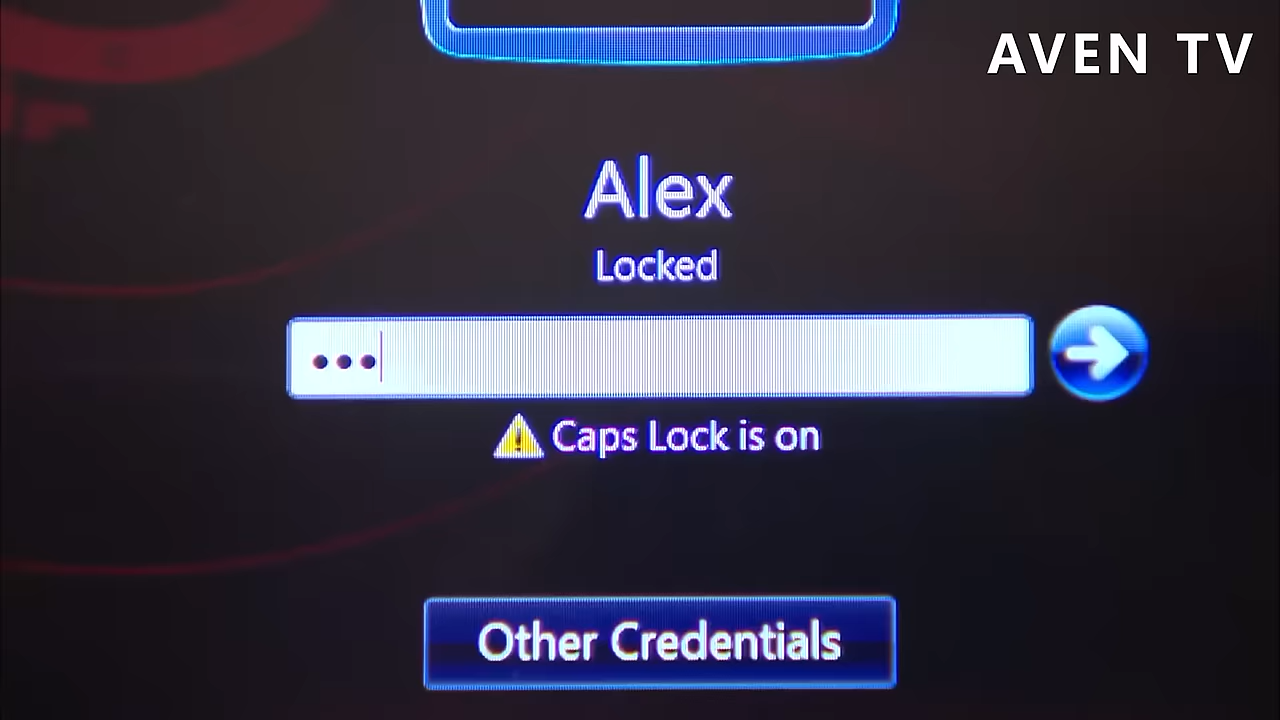 AVEN TV
Alex
Locked
Caps Lock is on
Other Credentials